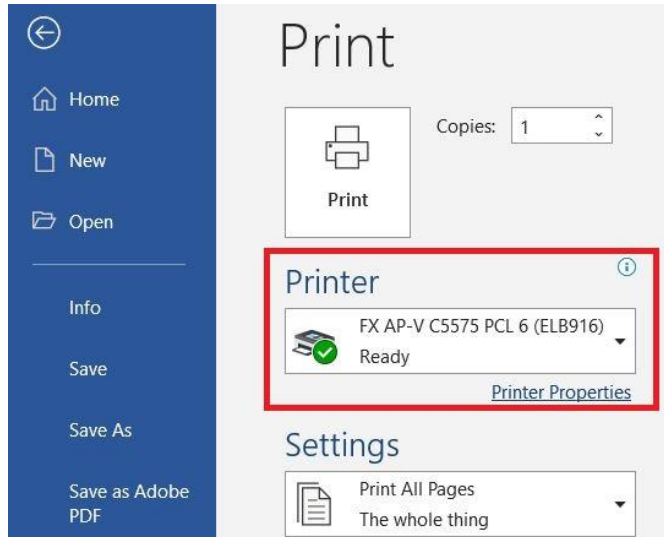 Home
New
Open
Info
Save
Save As
Save as Adobe
PDF
Print
Copies: 1
Print
Printer
FX AP-V C5575 PCL 6 (ELB916)
Ready
Printer Properties
Settings
Print All Pages
The whole thing